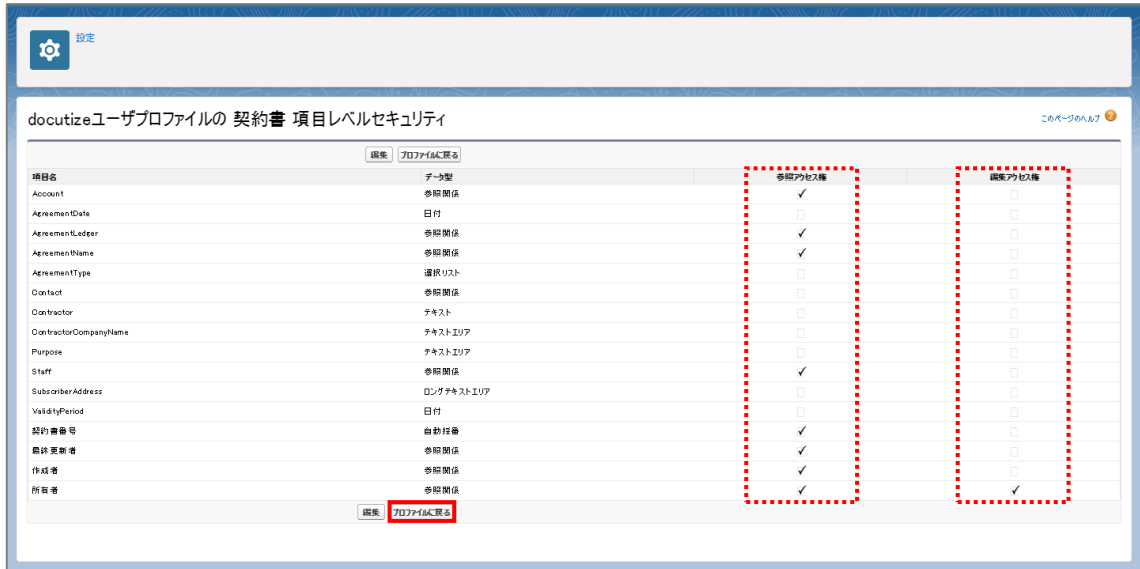 設定
docutizeユーザプロファイルの 契約書 項目レベルセキュリティ
このページのヘルプ
編集 プロファイルに戻る
項目名 データ型 参照アクセス権 編集アクセス権
Account 参照関係
AgreementDate 日付
AgreementLedger 参照関係
AgreementName 参照関係
AgreementType 選択リスト
Contact 参照関係
Contractor テキスト
ContractorCompanyName テキストエリア
Purpose テキストエリア
Staff 参照関係
SubscriberAddress ロングテキストエリア
ValidityPeriod 日付
契約書番号 自動採番
最終更新者 参照関係
作成者 参照関係
所有者 参照関係
編集 プロファイルに戻る